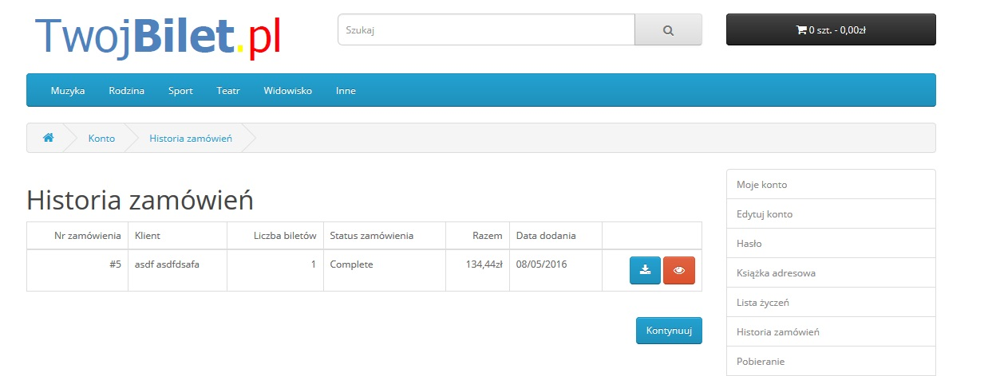 TwojBilet.pl
Szukaj
0 szt. - 0,00zł
Muzyka Rodzina Sport Teatr Widowisko Inne
Konto Historia zamówień
Historia zamówień
Nr zamówienia Klient Liczba biletów Status zamówienia Razem Data dodania
#5 asdf asdfdsafa 1 Complete 134,44zł 08/05/2016
Kontynuuj
Moje konto
Edytuj konto
Hasło
Książka adresowa
Lista życzeń
Historia zamówień
Pobieranie